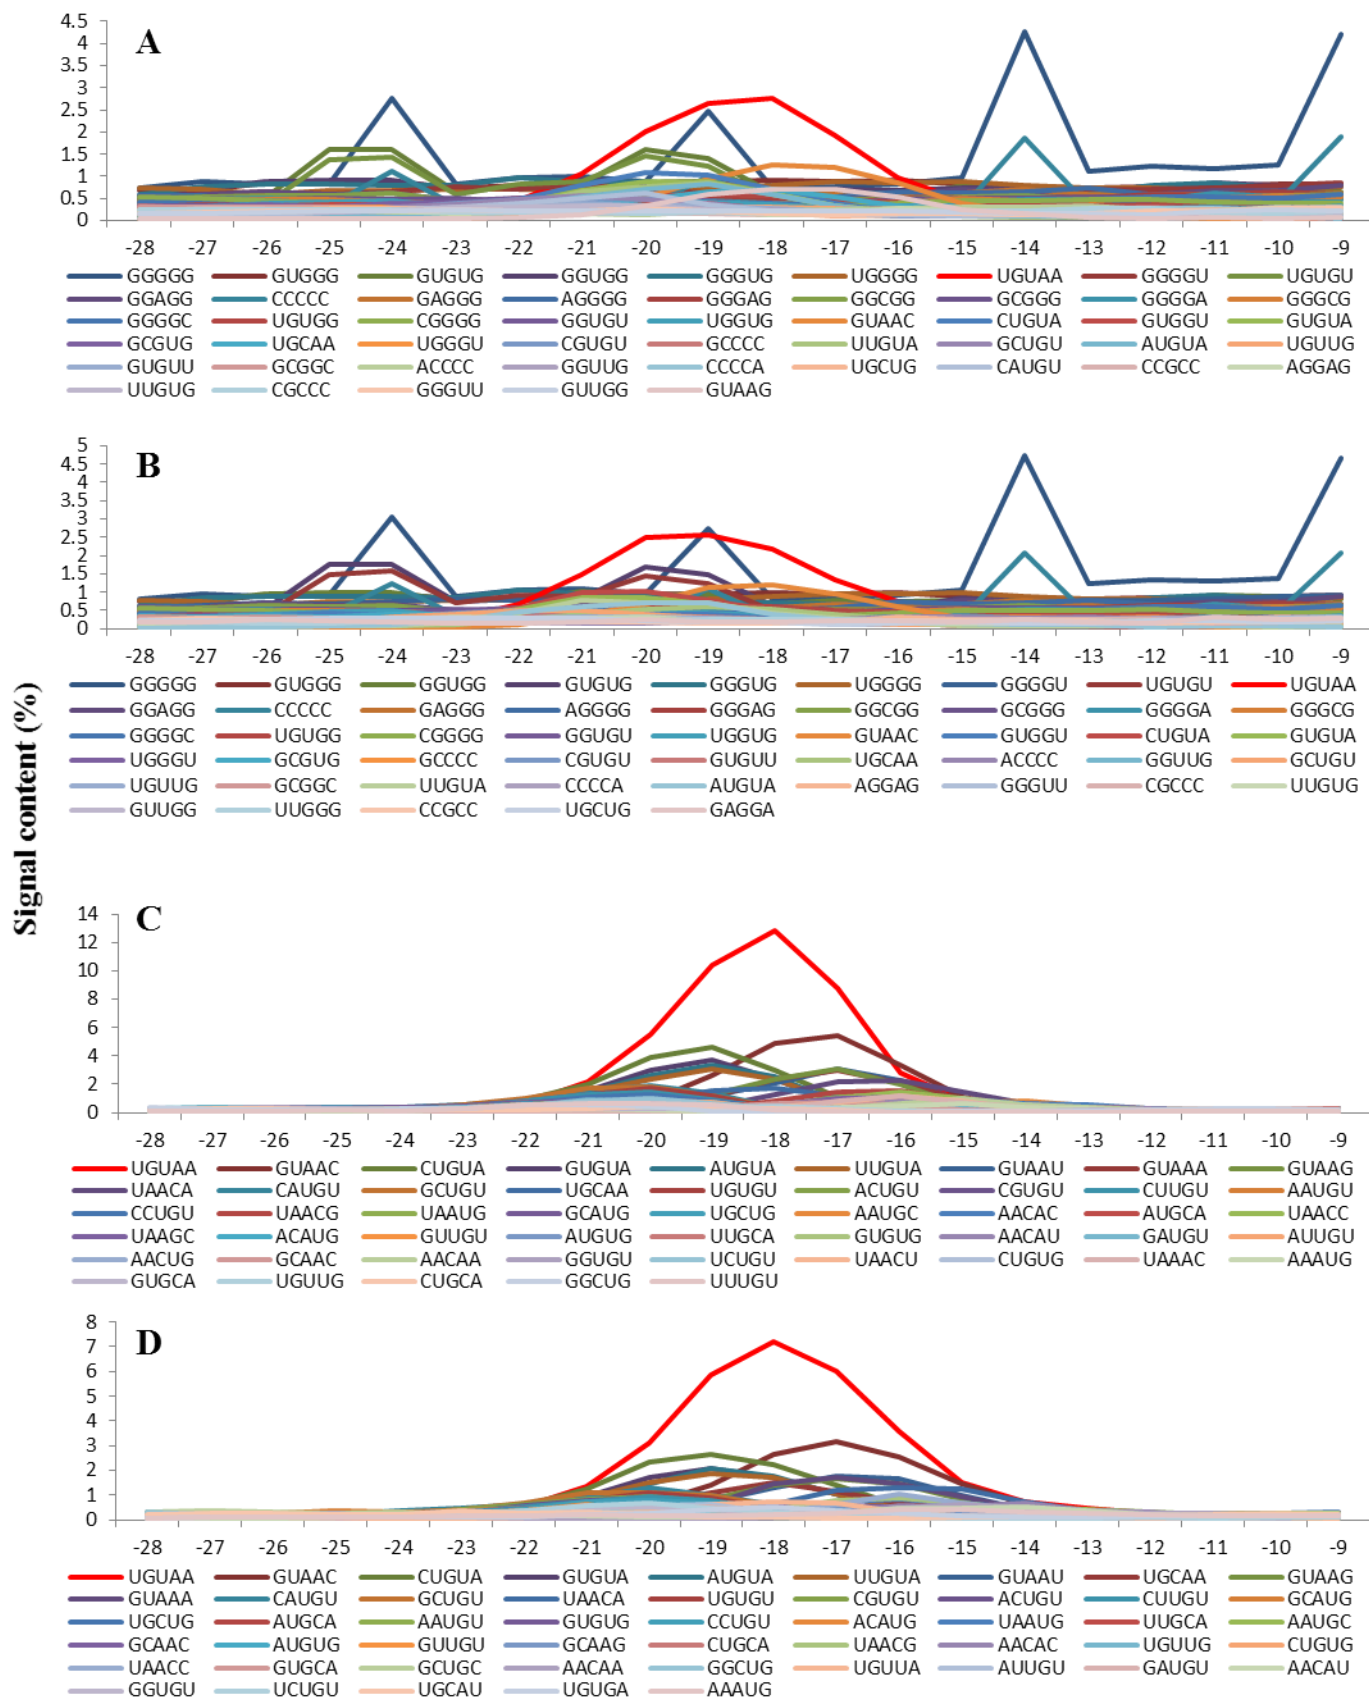 A
4.5
4
3.5
3
2.5
2
1.5
1
0.5
0
-28 -27 -26 -25 -24 -23 -22 -21 -20 -19 -18 -17 -16 -15 -14 -13 -12 -11 -10 -9
GGGGG GUGGG GUGUG GGUGG GGGUG UGGGG UGUAA GGGGU UGUGU
GGAGG CCCCC GAGGG AGGGG GGGAG GGCGG GCGGG GGGGA GGGCG
GGGGC UGUGG CGGGG GGUGU UGGUG GUAAC CUGUA GUGGU GUGUA
GCGUG UGCAA UGGGU CGUGU GCCCC UUGUA GCUGU AUGUA UGUUG
GUGUU GCGGC ACCCC GGUUG CCCCA UGCUG CAUGU CCGCC AGGAG
UUGUG CGCCC GGGUU GUUGG GUAAG
B
5
4.5
4
3.5
3
2.5
2
1.5
1
0.5
0
-28 -27 -26 -25 -24 -23 -22 -21 -20 -19 -18 -17 -16 -15 -14 -13 -12 -11 -10 -9
GGGGG GUGGG GGUGG GUGUG GGGUG UGGGG GGGGU UGUGU UGUAA
GGAGG CCCCC GAGGG AGGGG GGGAG GGCGG GCGGG GGGGA GGGCG
GGGGC UGUGG CGGGG GGUGU UGGUG GUAAC GUGGU CUGUA GUGUA
UGGGU GCGUG GCCCC CGUGU GUGUU UGCAA ACCCC GGUUG GCUGU
UGUUG GCGGC UUGUA CCCCA AUGUA AGGAG GGGUU CGCCC UUGUG
GUUGG UUGGG CCGCC UGCUG GAGGA
Signal content (%)
C
14
12
10
8
6
4
2
0
-28 -27 -26 -25 -24 -23 -22 -21 -20 -19 -18 -17 -16 -15 -14 -13 -12 -11 -10 -9
UGUAA GUAAC CUGUA GUGUA AUGUA UUGUA GUAAU GUAAA GUAAG
UAACA CAUGU GCUGU UGCAA UGUGU ACUGU CGUGU CUUGU AAUGU
CCUGU UAACG UAAUG GCAUG UGCUG AAUGC AACAC AUGCA UAACC
UAAGC ACAUG GUUGU AUGUG UUGCA GUGUG AACAU GAUGU AUUGU
AACUG GCAAC AACAA GGUGU UCUGU UAACU CUGUG UAAAC AAAUG
GUGCA UGUUG CUGCA GGCUG UUUGU
D
8
7
6
5
4
3
2
1
0
-28 -27 -26 -25 -24 -23 -22 -21 -20 -19 -18 -17 -16 -15 -14 -13 -12 -11 -10 -9
UGUAA GUAAC CUGUA GUGUA AUGUA UUGUA GUAAU UGCAA GUAAG
GUAAA CAUGU GCUGU UAACA UGUGU CGUGU ACUGU CUUGU GCAUG
UGCUG AUGCA AAUGU GUGUG CCUGU ACAUG UAAUG UUGCA AAUGC
GCAAC AUGUG GUUGU GCAAG CUGCA UAACG AACAC UGUUG CUGUG
UAACC GUGCA GCUGC AACAA GGCUG UGUUA AUUGU GAUGU AACAU
GGUGU UCUGU UGCAU UGUGA AAAUG